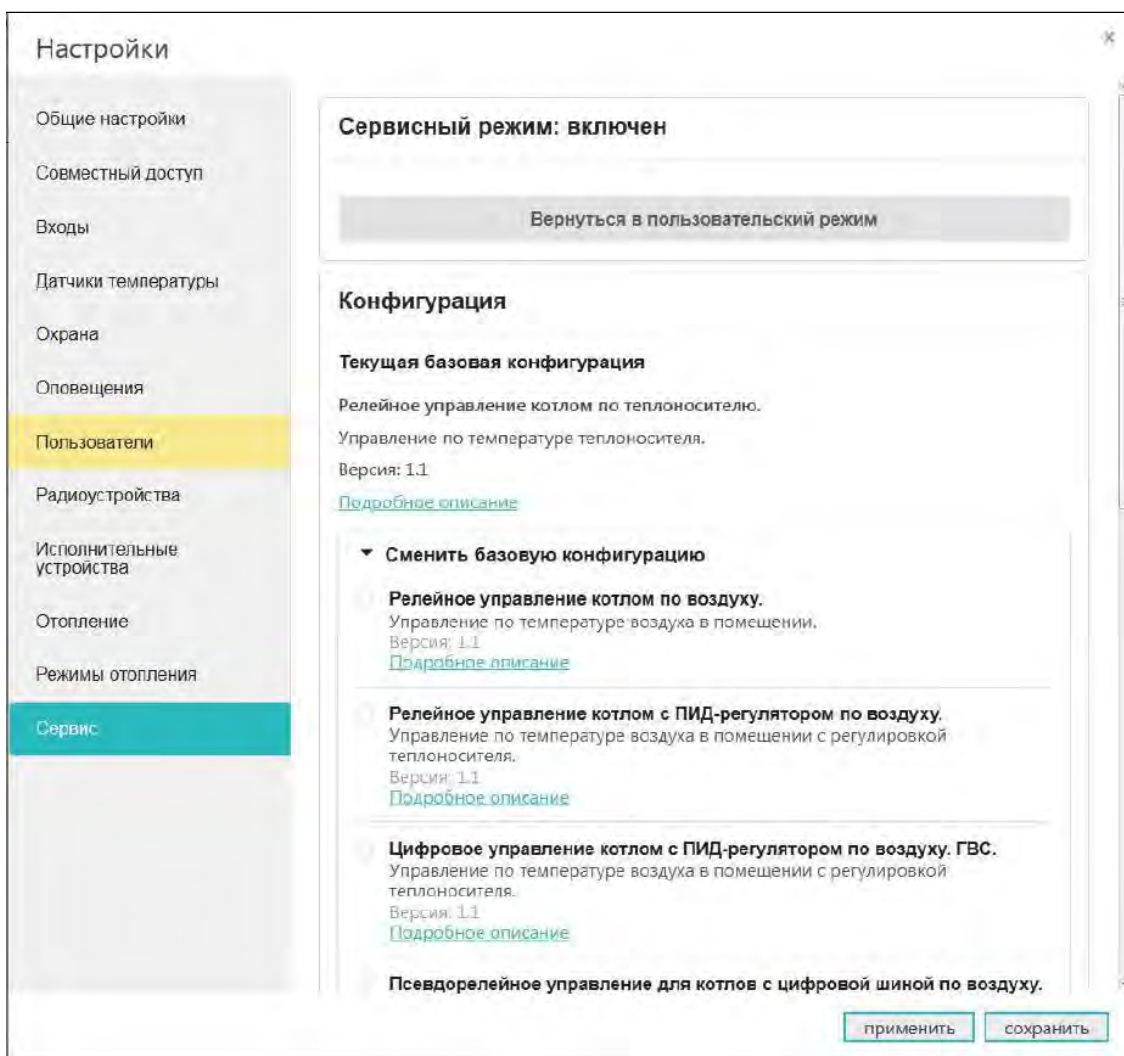 Настройки
Общие настройки
Совместный доступ
Входы
Датчики температуры
Охрана
Оповещения
Пользователи
Радиоустройства
Исполнительные
устройства
Отопление
Режимы отопления
Сервис
Сервисный режим: включен
Вернуться в пользовательский режим
Конфигурация
Текущая базовая конфигурация
Релейное управление котлом по теплоносителю.
Управление по температуре теплоносителя.
Версия: 1.1
Подробное описание
Сменить базовую конфигурацию
Релейное управление котлом по воздуху.
Управление по температуре воздуха в помещении.
Версия: 1.1
Подробное описание
Релейное управление котлом с ПИД-регулятором по воздуху.
Управление по температуре воздуха в помещении с регулировкой
теплоносителя.
Версия: 1.1
Подробное описание
Цифровое управление котлом с ПИД-регулятором по воздуху. ГВС.
Управление по температуре воздуха в помещении с регулировкой
теплоносителя.
Версия: 1.1
Подробное описание
Псевдорелейное управление для котлов с цифровой шиной по воздуху.
применить
сохранить